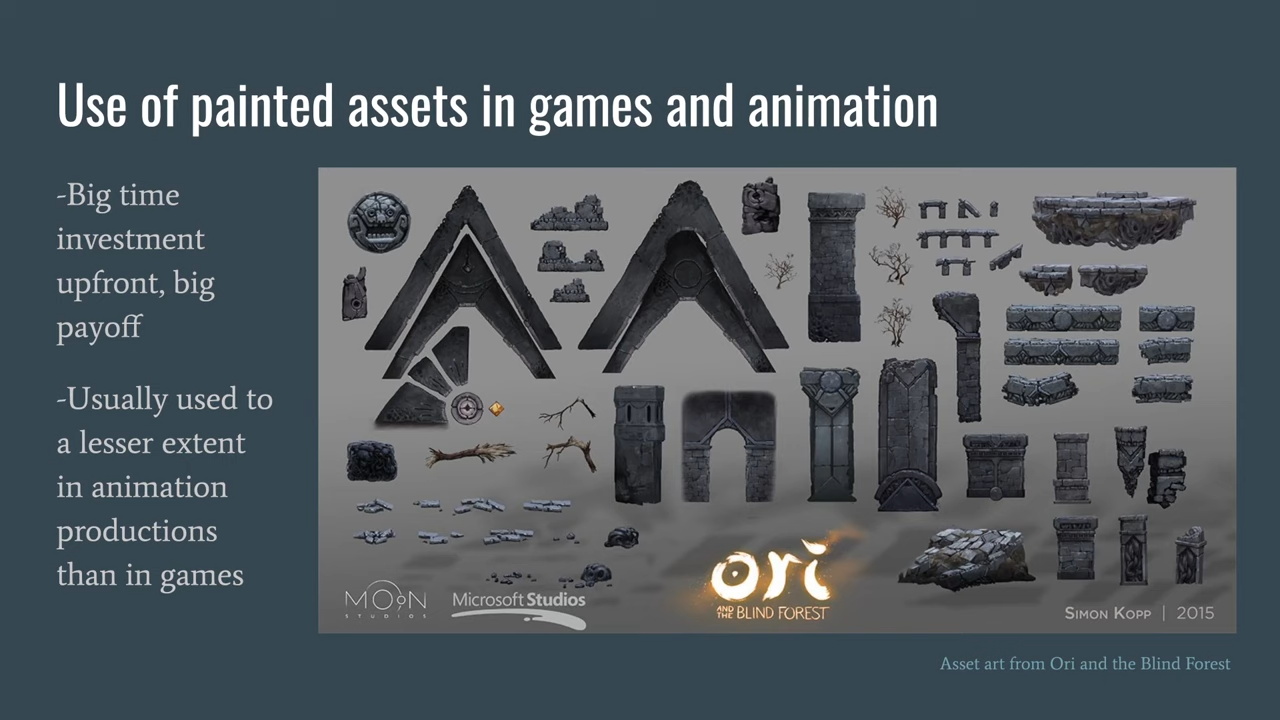 Use of painted assets in games and animation
-Big time
investment
upfront, big
payoff
-Usually used to
a lesser extent
in animation
productions
than in games
MOON
STUDIOS
Microsoft Studios
ori
AND THE BLIND FOREST
SIMON KOPP | 2015
Asset art from Ori and the Blind Forest